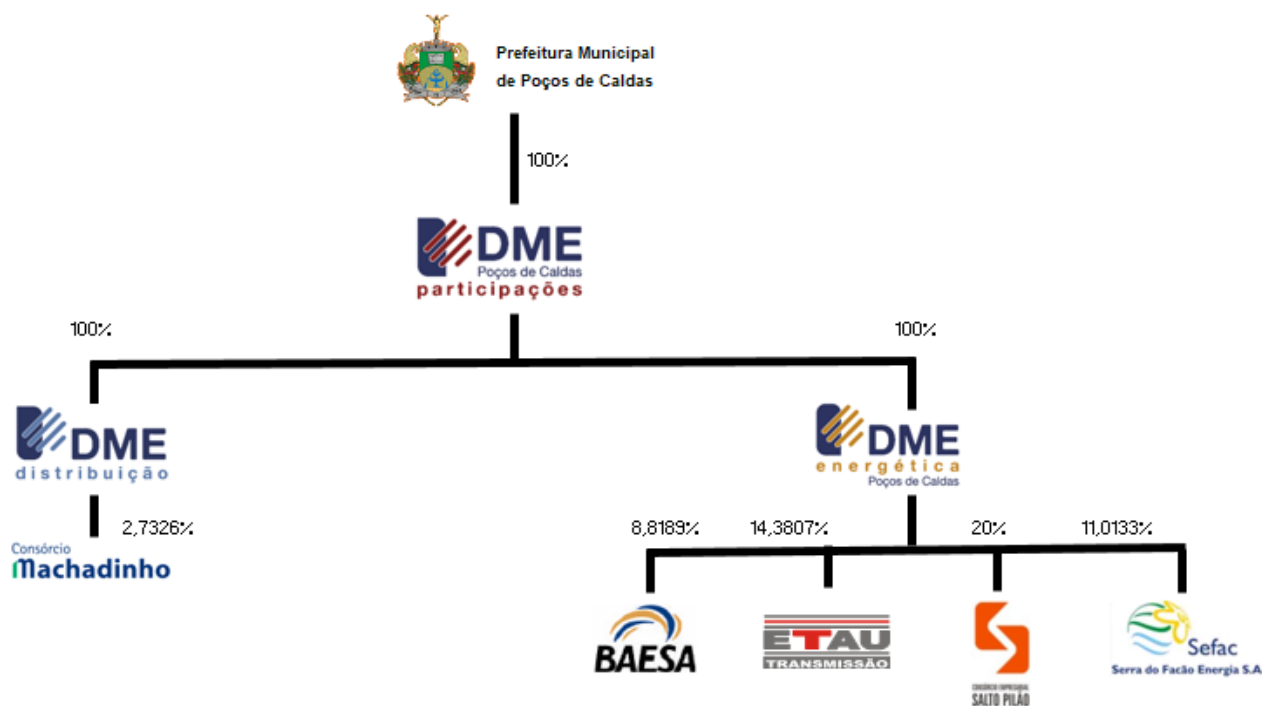 Prefeitura Municipal
de Poços de Caldas
100%
DME
Poços de Caldas
participações
100%
100%
DME
distribuição
DME
energética
Poços de Caldas
2,7326%
8,8189%
14,3807%
20%
11,0133%
Consórcio
Machadinho
BAESA
ETAU
TRANSMISSÃO
CONSÓRCIO EMPRESARIAL
SALTO PILÃO
Sefac
Serra do Facão Energia S.A